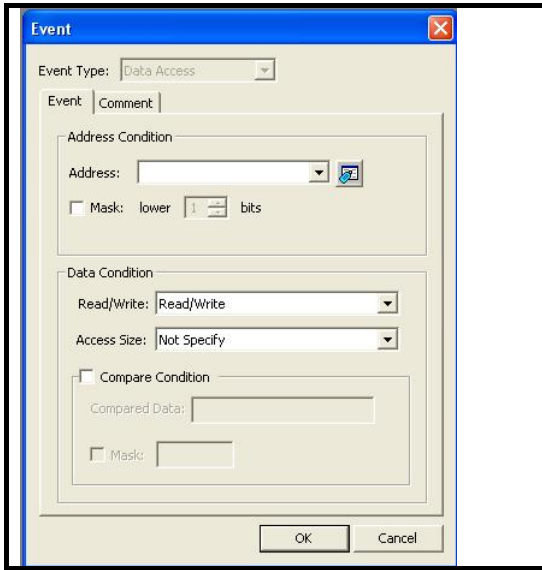 Event
Event Type: Data Access
Event Comment
Address Condition
Address:
Mask: lower 1 bits
Data Condition
Read/Write: Read/Write
Access Size: Not Specify
Compare Condition
Compared Data:
Mask:
OK Cancel